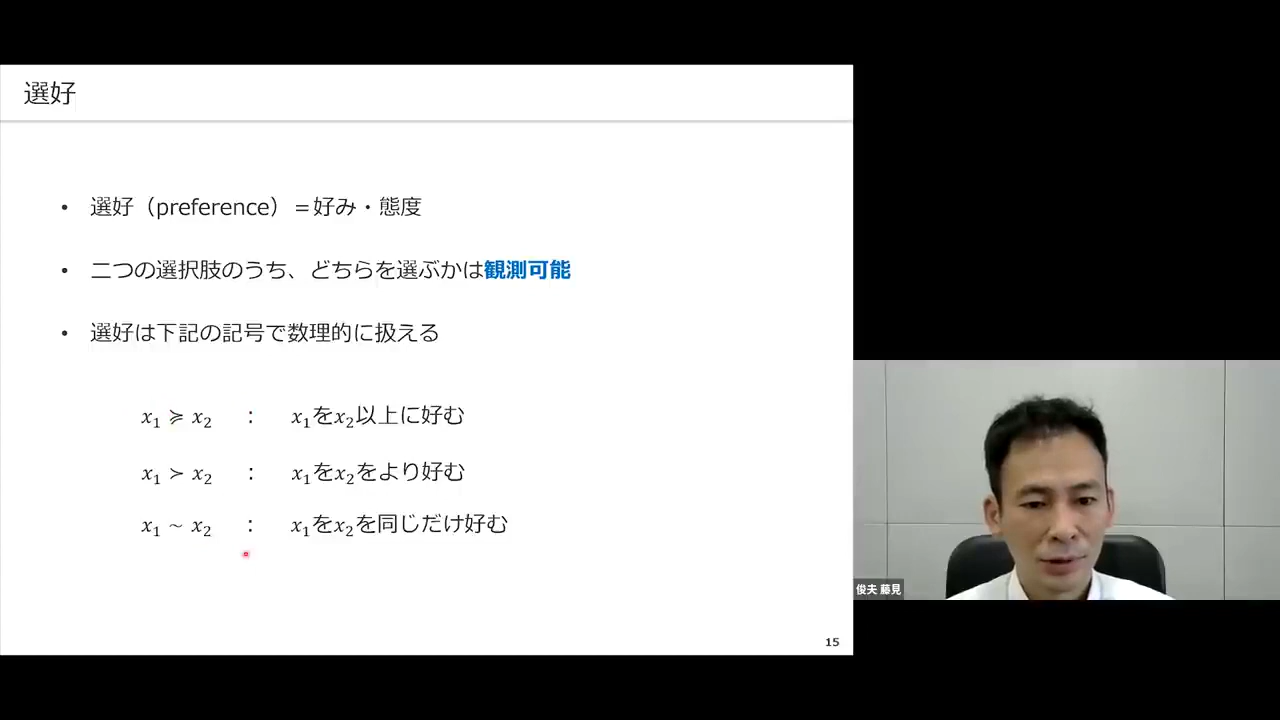 選好
• 選好（preference）＝好み・態度
• 二つの選択肢のうち、どちらを選ぶかは観測可能
• 選好は下記の記号で数理的に扱える
x₁ ≽ x₂ ： x₁をx₂以上に好む
x₁ ≻ x₂ ： x₁をx₂をより好む
x₁ ~ x₂ ： x₁をx₂を同じだけ好む
俊夫 藤見
15